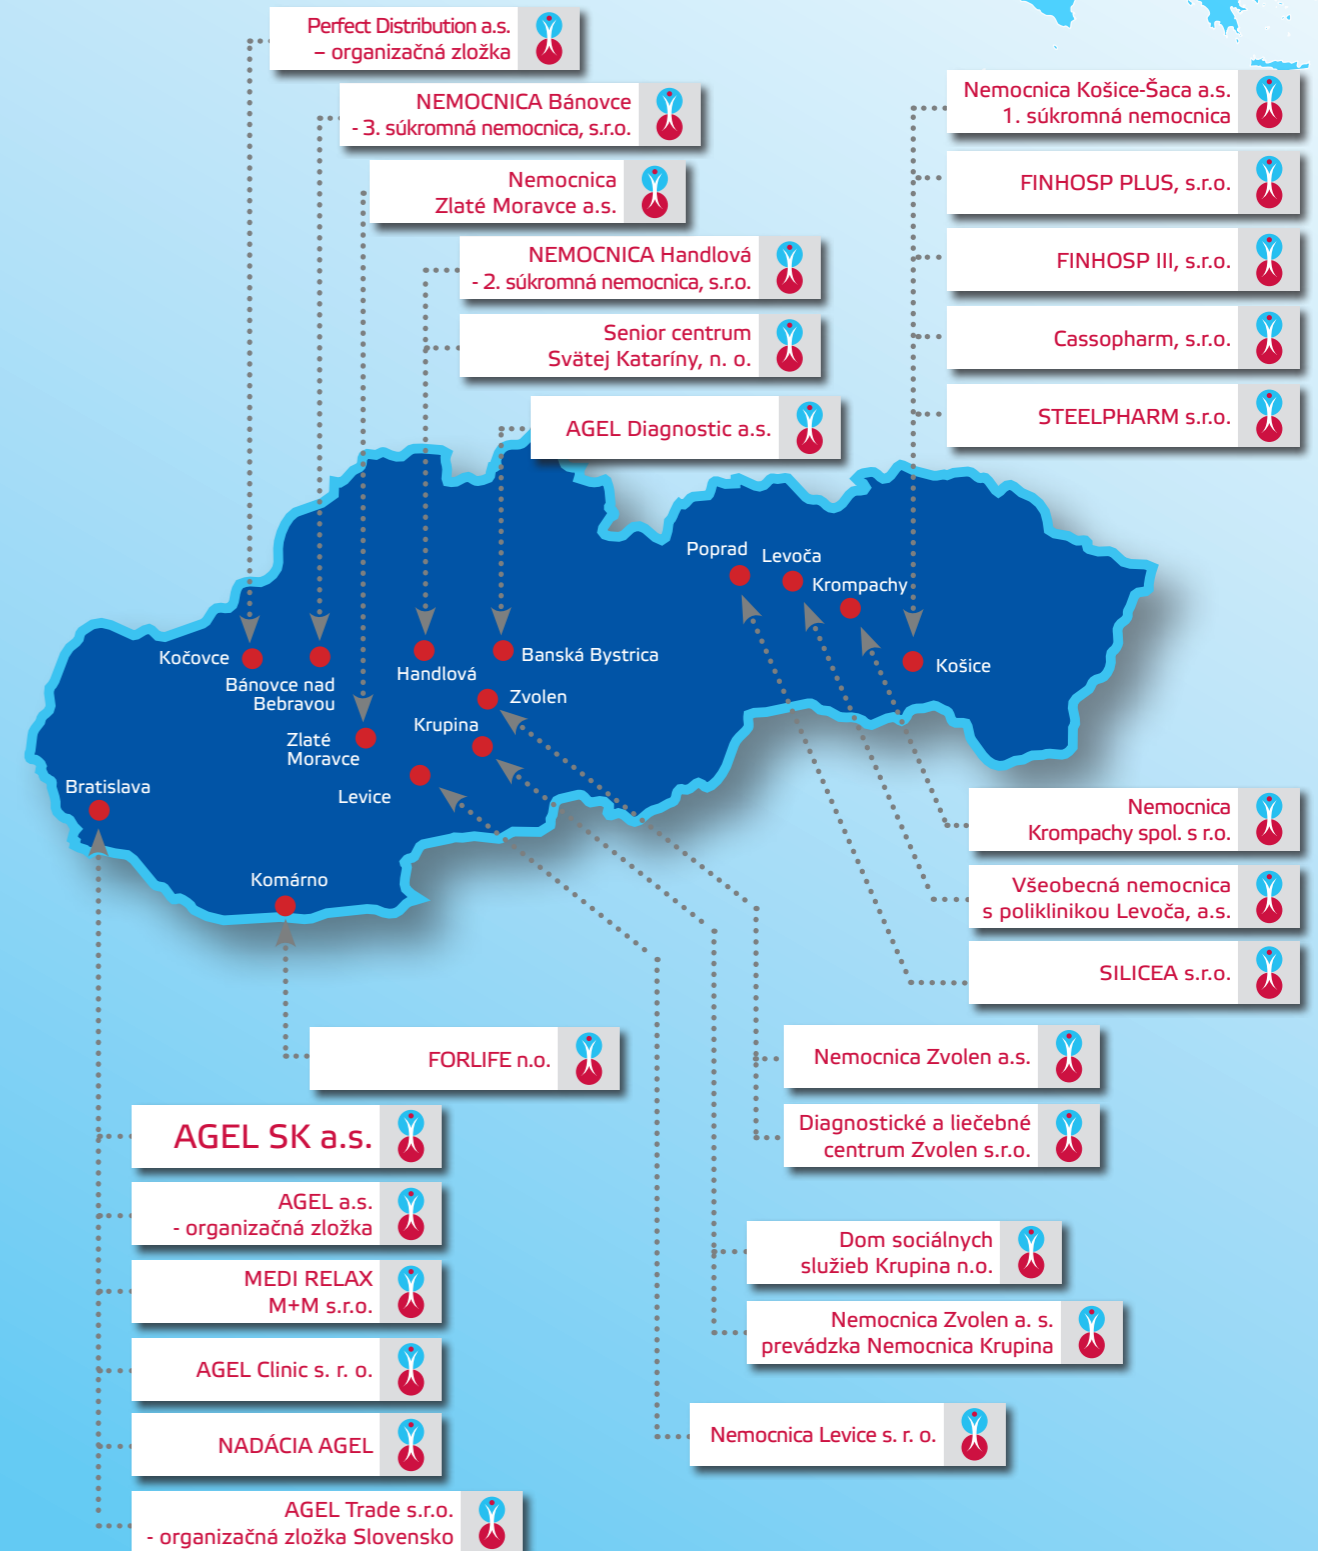 Perfect Distribution a.s.
– organizačná zložka
NEMOCNICA Bánovce
- 3. súkromná nemocnica, s.r.o.
Nemocnica
Zlaté Moravce a.s.
NEMOCNICA Handlová
- 2. súkromná nemocnica, s.r.o.
Senior centrum
Svätej Kataríny, n. o.
AGEL Diagnostic a.s.
Nemocnica Košice-Šaca a.s.
1. súkromná nemocnica
FINHOSP PLUS, s.r.o.
FINHOSP III, s.r.o.
Cassopharm, s.r.o.
STEELPHARM s.r.o.
Poprad
Levoča
Krompachy
Košice
Kočovce
Bánovce nad
Bebravou
Handlová
Banská Bystrica
Zvolen
Krupina
Zlaté
Moravce
Levice
Bratislava
Komárno
Nemocnica
Krompachy spol. s r.o.
Všeobecná nemocnica
s poliklinikou Levoča, a.s.
SILICEA s.r.o.
FORLIFE n.o.
Nemocnica Zvolen a.s.
Diagnostické a liečebné
centrum Zvolen s.r.o.
AGEL SK a.s.
AGEL a.s.
- organizačná zložka
MEDI RELAX
M+M s.r.o.
AGEL Clinic s. r. o.
NADÁCIA AGEL
AGEL Trade s.r.o.
- organizačná zložka Slovensko
Dom sociálnych
služieb Krupina n.o.
Nemocnica Zvolen a. s.
prevádzka Nemocnica Krupina
Nemocnica Levice s. r. o.